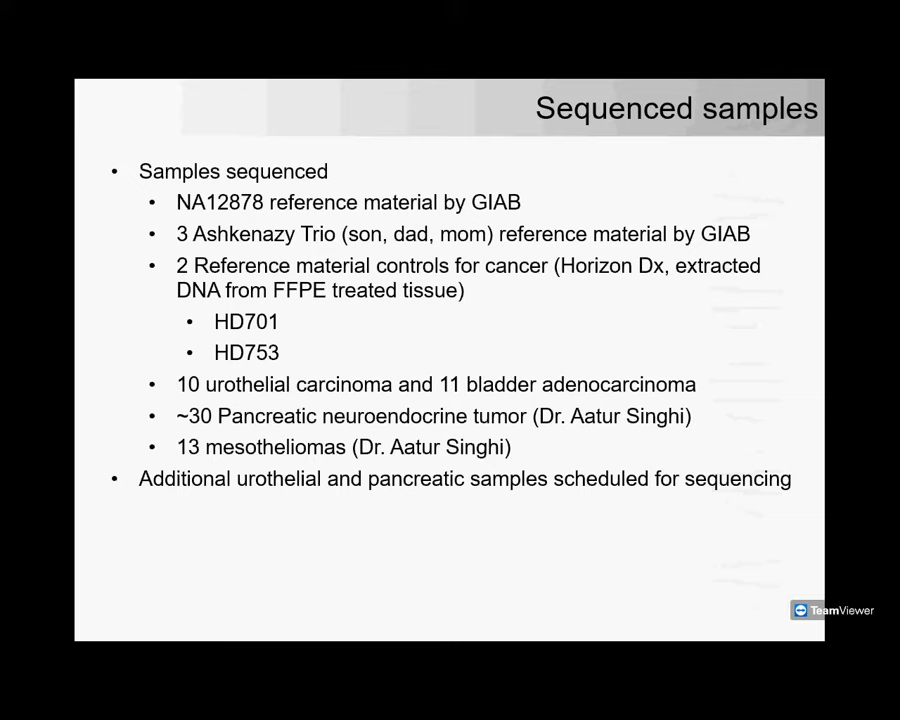 Sequenced samples
• Samples sequenced
• NA12878 reference material by GIAB
• 3 Ashkenazy Trio (son, dad, mom) reference material by GIAB
• 2 Reference material controls for cancer (Horizon Dx, extracted
DNA from FFPE treated tissue)
• HD701
• HD753
• 10 urothelial carcinoma and 11 bladder adenocarcinoma
• ~30 Pancreatic neuroendocrine tumor (Dr. Aatur Singhi)
• 13 mesotheliomas (Dr. Aatur Singhi)
• Additional urothelial and pancreatic samples scheduled for sequencing
TeamViewer